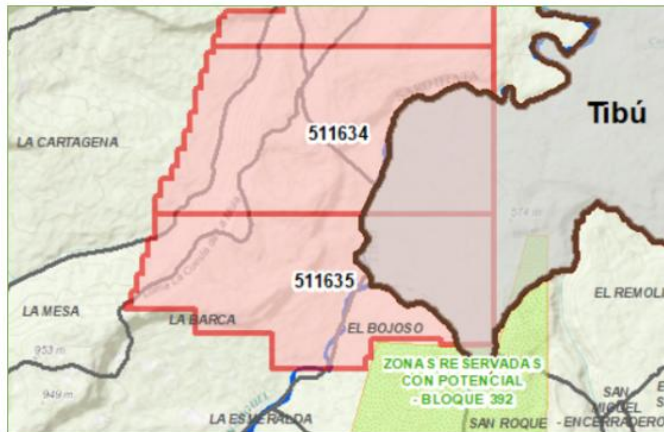 Tibú
511634
LA CARTAGENA
574 m
511635
EL REMOLI
LA MESA
LA BARCA
EL BOJOSO
953 m
ZONAS RESERVADAS
CON POTENCIAL
- BLOQUE 392
949 m
SAN
MIGUEL
- ENCERRADERO
LA ESMERALDA
SAN ROQUE